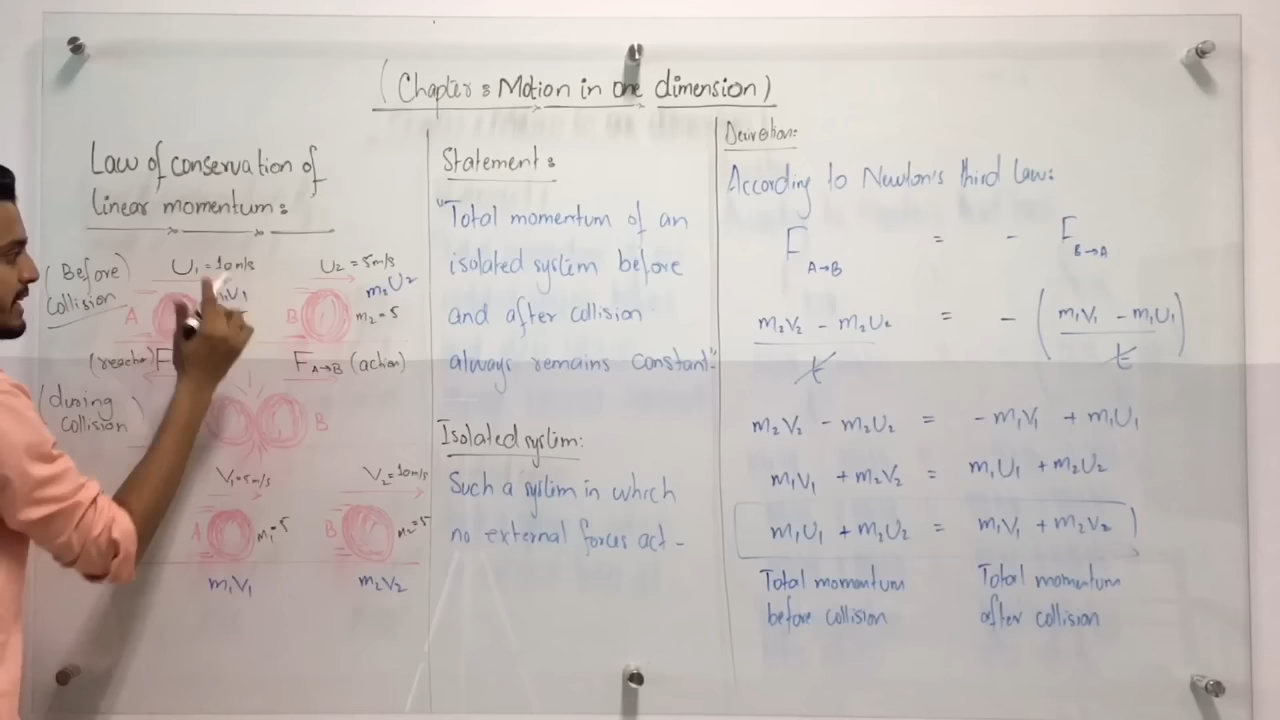 (Chapter : Motion in one dimension)
Law of conservation of
linear momentum:
(Before
collision)
U₁ = 10m/s
U₂ = 5m/s
m₂U₂
A
B
m₂ = 5
F A→B (action)
(during
collision)
B
V₁=5m/s
V₂=10m/s
A
m₁=5
B
m₂=5
m₁V₁
m₂V₂
Statement:
"Total momentum of an
isolated system before
and after collision
always remains constant"
Isolated system:
Such a system in which
no external forces act -
Derivation:
According to Newton's third law:
F A→B = - F B→A
m₂V₂ - m₂U₂ / t = - (m₁V₁ - m₁U₁ / t)
m₂V₂ - m₂U₂ = -m₁V₁ + m₁U₁
m₁V₁ + m₂V₂ = m₁U₁ + m₂U₂
m₁U₁ + m₂U₂ = m₁V₁ + m₂V₂
Total momentum
before collision
Total momentum
after collision